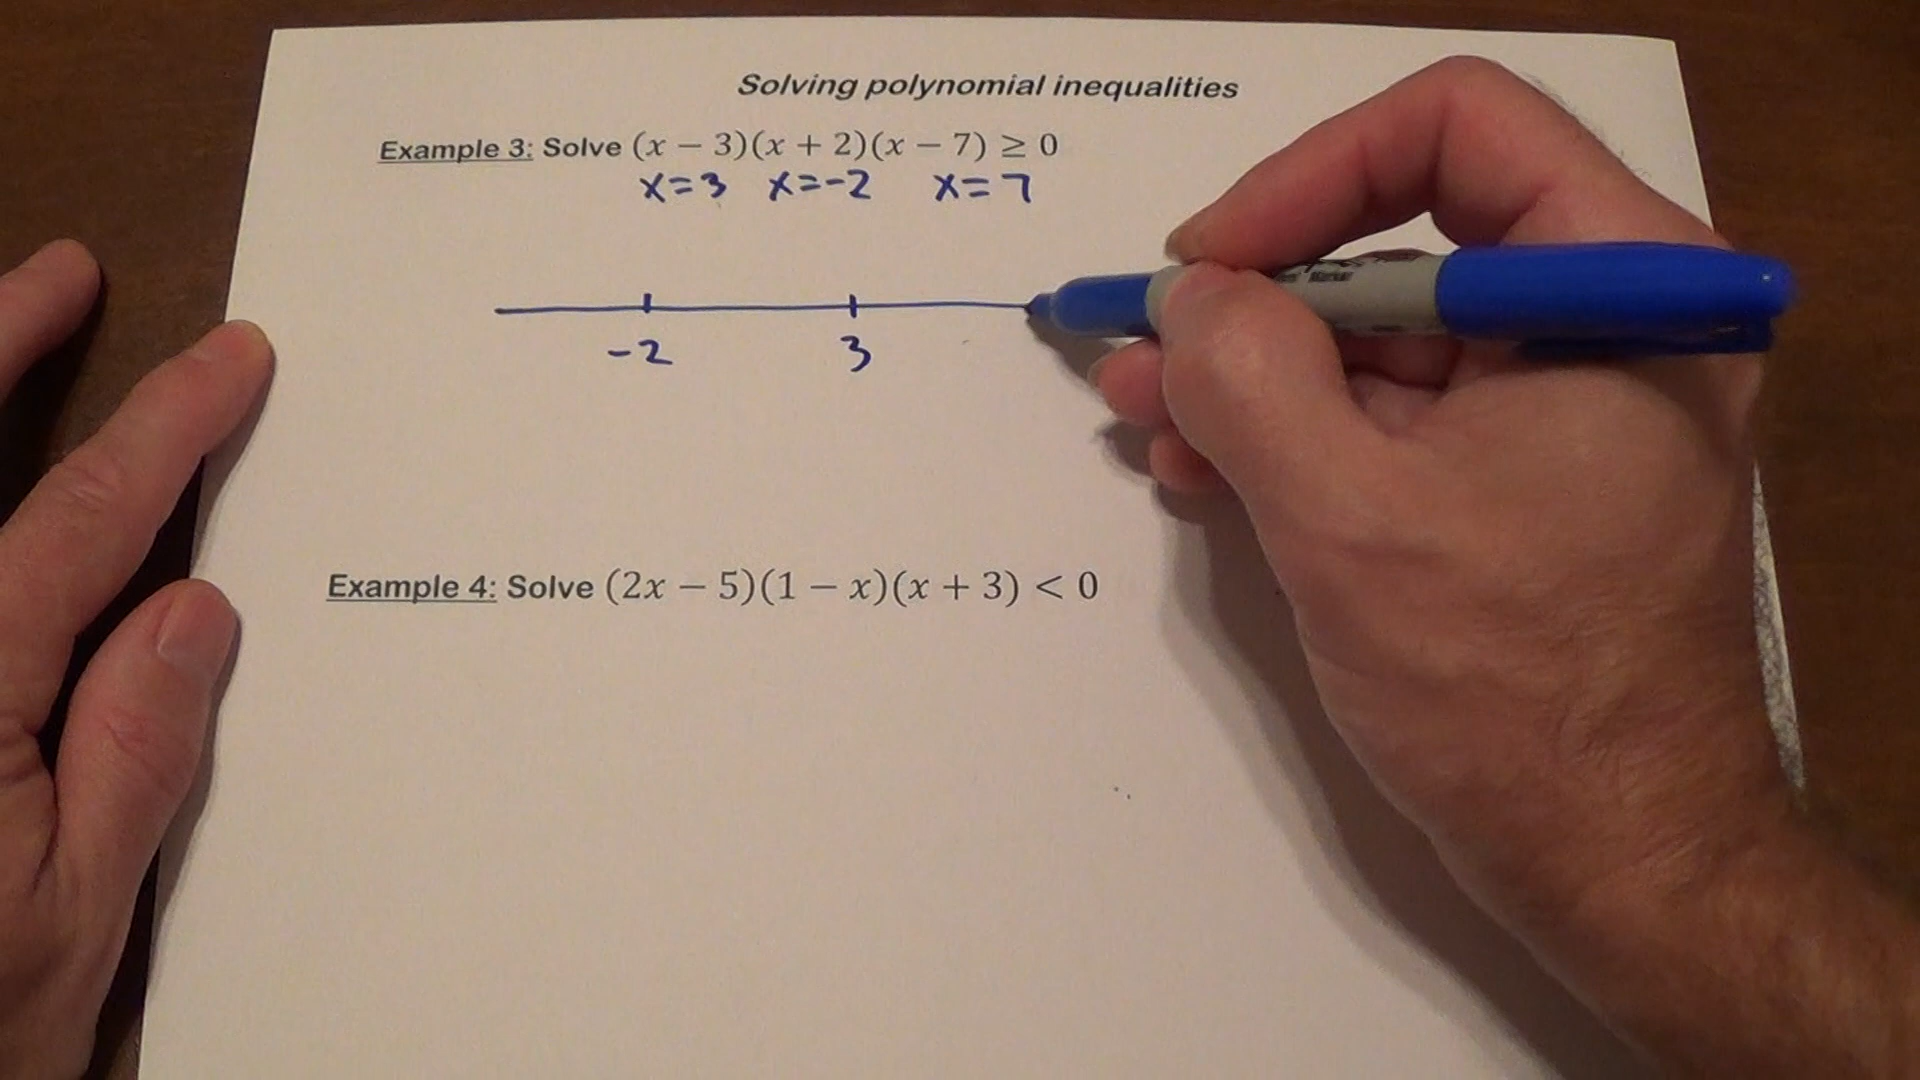 Solving polynomial inequalities
Example 3: Solve (x − 3)(x + 2)(x − 7) ≥ 0
x=3 x=-2 x=7
-2 3
Example 4: Solve (2x − 5)(1 − x)(x + 3) < 0